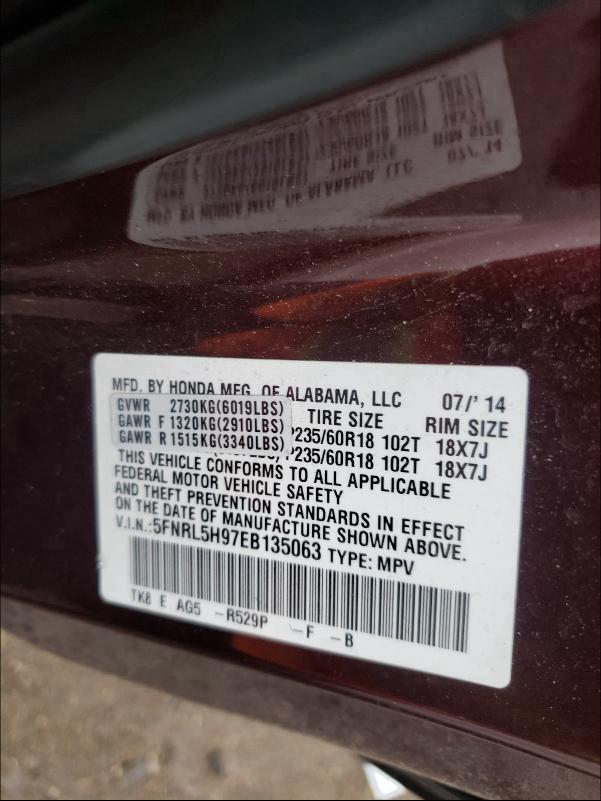 MFD. BY HONDA MFG. OF ALABAMA, LLC 07/'14
GVWR 2730KG(6019LBS) TIRE SIZE RIM SIZE
GAWR F 1320KG(2910LBS) P235/60R18 102T 18X7J
GAWR R 1515KG(3340LBS) P235/60R18 102T 18X7J
THIS VEHICLE CONFORMS TO ALL APPLICABLE
FEDERAL MOTOR VEHICLE SAFETY
AND THEFT PREVENTION STANDARDS IN EFFECT
ON THE DATE OF MANUFACTURE SHOWN ABOVE.
V.I.N.:5FNRL5H97EB135063 TYPE: MPV
TK8 E AG5 -R529P -F -B